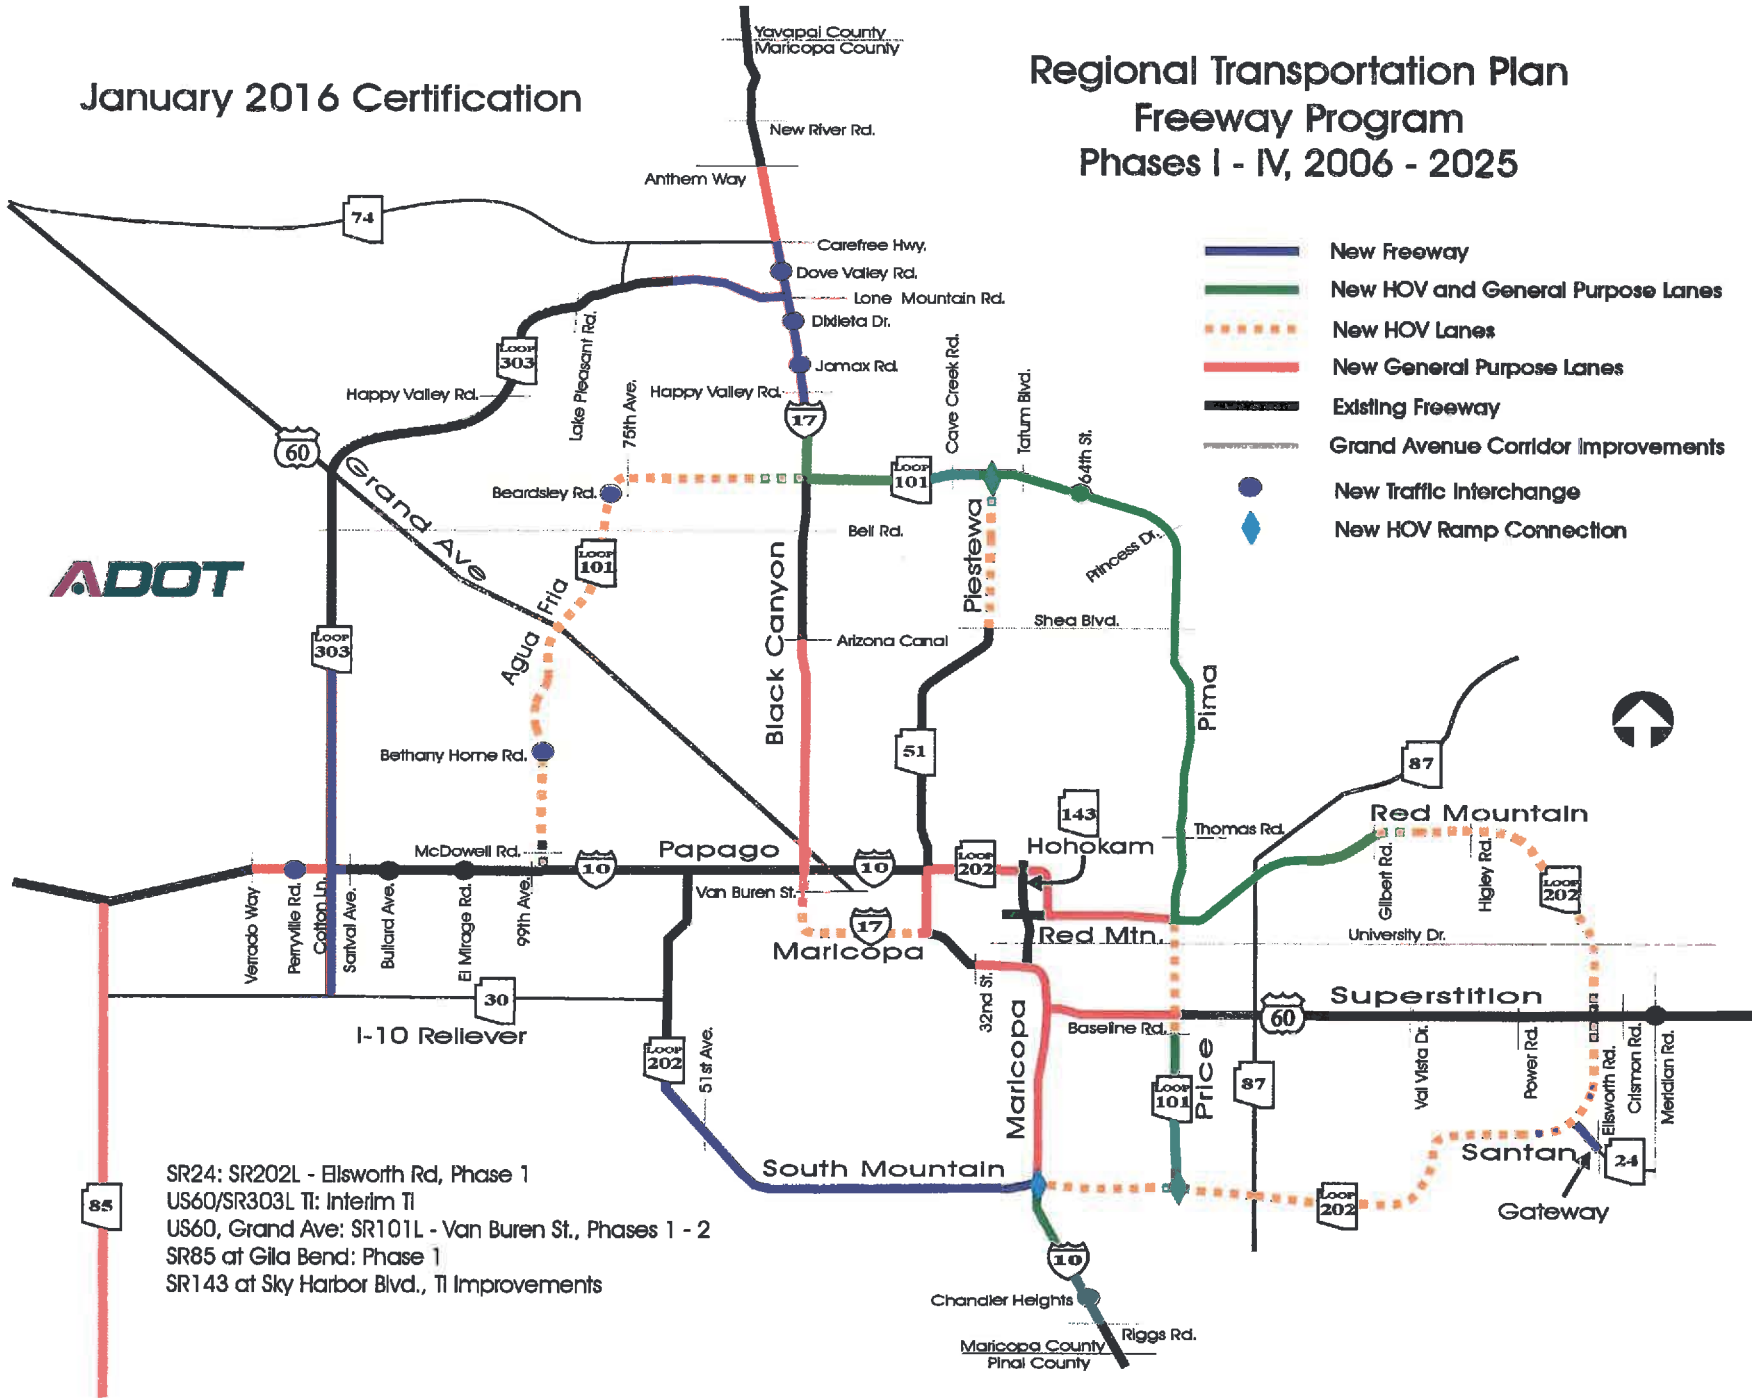 January 2016 Certification
Regional Transportation Plan
Freeway Program
Phases I - IV, 2006 - 2025
Yavapai County
Maricopa County
New River Rd.
Anthem Way
74
Carefree Hwy.
Dove Valley Rd.
Lone Mountain Rd.
Dixileta Dr.
Jomax Rd.
Happy Valley Rd.
17
LOOP
303
Happy Valley Rd.
Lake Pleasant Rd.
75th Ave.
Cave Creek Rd.
Tatum Blvd.
64th St.
New Freeway
New HOV and General Purpose Lanes
New HOV Lanes
New General Purpose Lanes
Existing Freeway
Grand Avenue Corridor Improvements
New Traffic Interchange
New HOV Ramp Connection
60
Grand Ave
Beardsley Rd.
LOOP
101
Bell Rd.
Princess Dr.
Piestewa
ADOT
LOOP
101
Agua Fria
Black Canyon
Shea Blvd.
Arizona Canal
LOOP
303
Pima
51
87
Bethany Home Rd.
143
Hohokam
Thomas Rd.
Red Mountain
McDowell Rd.
10
Papago
10
LOOP
202
Van Buren St.
17
Maricopa
Red Mtn.
Gilbert Rd.
Higley Rd.
LOOP
202
University Dr.
Verrado Way
Perryville Rd.
Cotton Ln.
Sarival Ave.
Bullard Ave.
El Mirage Rd.
99th Ave.
30
I-10 Reliever
32nd St.
Superstition
60
Baseline Rd.
LOOP
202
51st Ave.
Maricopa
LOOP
101
Price
87
Val Vista Dr.
Power Rd.
Ellsworth Rd.
Crismon Rd.
Meridian Rd.
Santan
24
Gateway
South Mountain
LOOP
202
85
SR24: SR202L - Ellsworth Rd, Phase 1
US60/SR303L TI: Interim TI
US60, Grand Ave: SR101L - Van Buren St., Phases 1 - 2
SR85 at Gila Bend: Phase 1
SR143 at Sky Harbor Blvd., TI Improvements
10
Chandler Heights
Riggs Rd.
Maricopa County
Pinal County